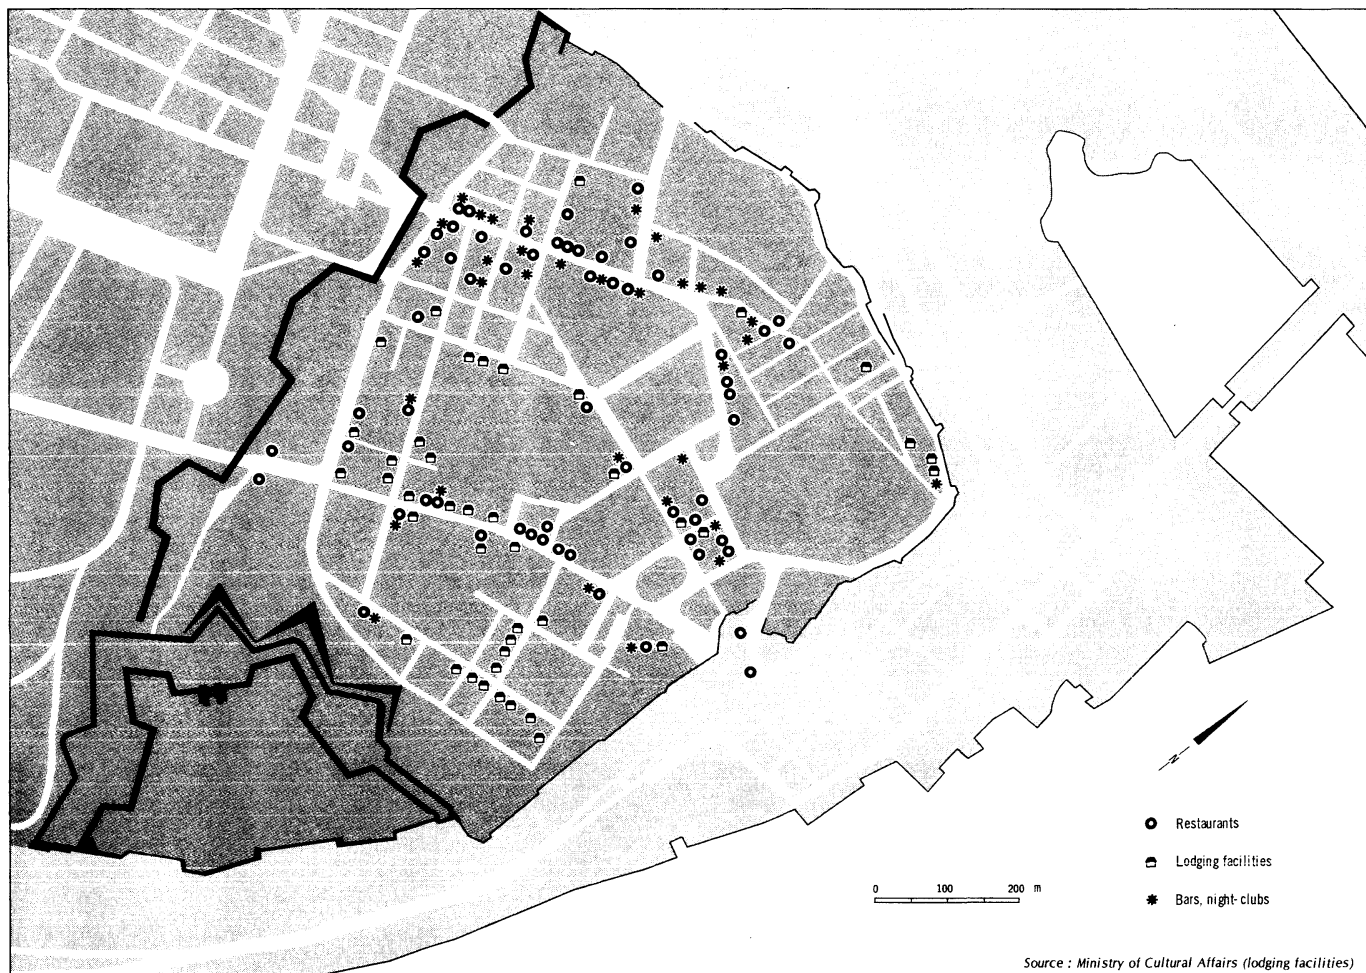 N
Restaurants
Lodging facilities
0 100 200 m
Bars, night-clubs
Source : Ministry of Cultural Affairs (lodging facilities)